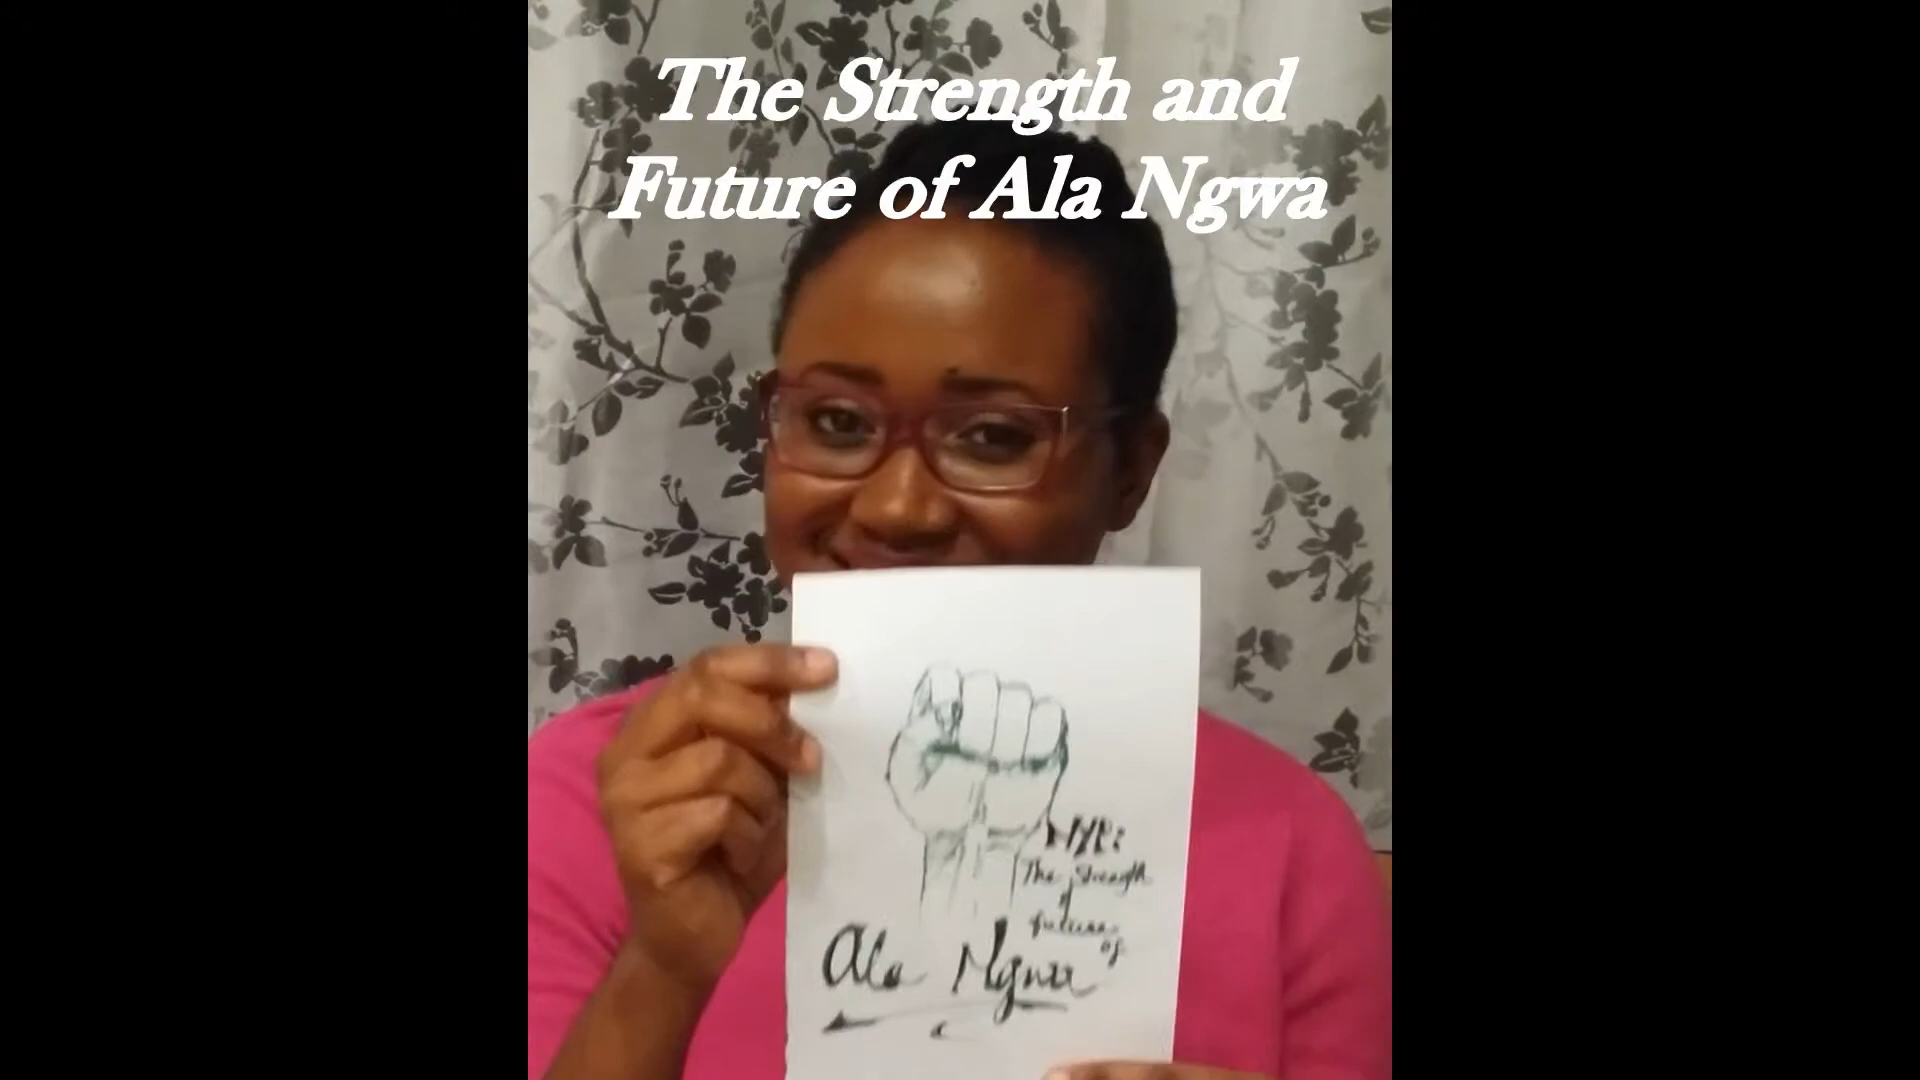 The Strength and
Future of Ala Ngwa
The Strength
future
of
Ala Ngwa